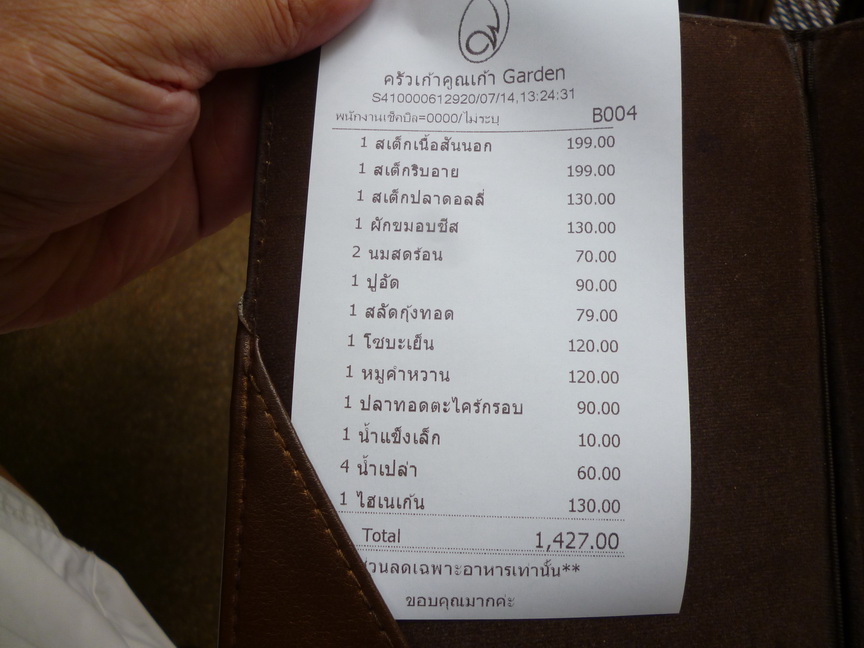 ครัวเก้าคูณเก้า Garden
S410000612920/07/14,13:24:31
พนักงานเช็คบิล=0000/ไม่ระบุ B004
1 สเต็กเนื้อสันนอก 199.00
1 สเต็กริบอาย 199.00
1 สเต็กปลาดอลลี่ 130.00
1 ผักขมอบชีส 130.00
2 นมสดร้อน 70.00
1 ปูอัด 90.00
1 สลัดกุ้งทอด 79.00
1 โซบะเย็น 120.00
1 หมูคำหวาน 120.00
1 ปลาทอดตะไคร้กรอบ 90.00
1 น้ำแข็งเล็ก 10.00
4 น้ำเปล่า 60.00
1 ไฮเนเก้น 130.00
Total 1,427.00
ส่วนลดเฉพาะอาหารเท่านั้น**
ขอบคุณมากค่ะ